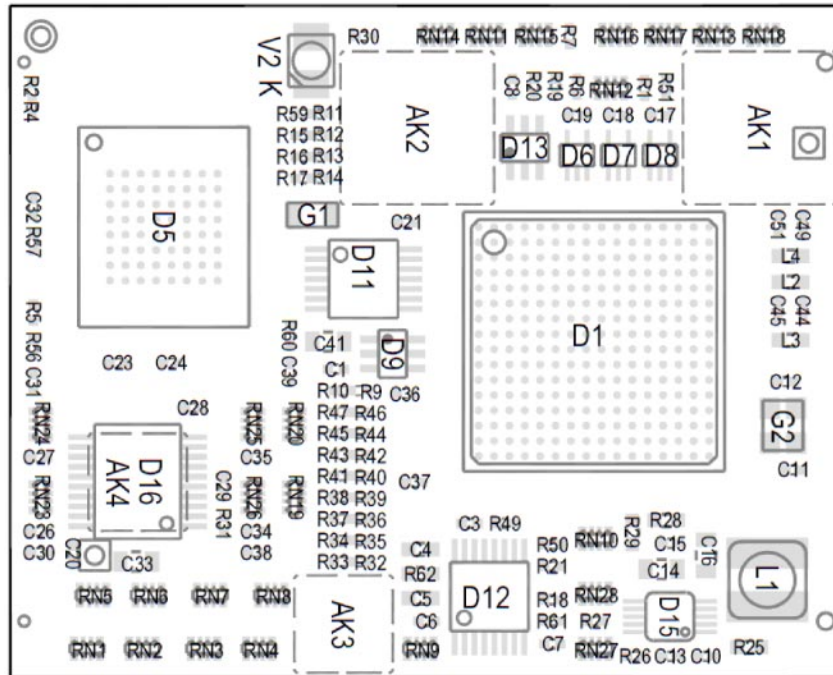 R30 RN14 RN11 RN15 R7 RN16 RN17 RN13 RN18
V2 K
R2 R4
C8 R20 R19 R6 RN12 R1 R51
AK2
AK1
R59 R11
C19 C18 C17
R15 R12
D13 D6 D7 D8
R16 R13
R17 R14
G1
C21
C32 R57
D5
D11
C51 C49
L4
L2
C45 C44
L3
D1
R5 R56 C31
R60 C39
C41
D9
C23 C24
C1
R10 R9 C36
C12
C28
R47 R46
RN24 RN25 RN20
R45 R44
G2
C27 C35
R43 R42
AK4 D16
R41 R40 C37
C11
RN23 C29 R31 RN26 RN19
R38 R39
R37 R36
C3 R49
R29 R28
C26 C34
R34 R35
R50 RN10
C15 C16
C30 C20 C33 C38
C4
R33 R32
R21
C14
R62
L1
RN5 RN6 RN7 RN8
AK3
C5
D12
R18 RN28
D15
C6
R61 R27
RN1 RN2 RN3 RN4
RN9
C7 RN27
R26 C13 C10 R25